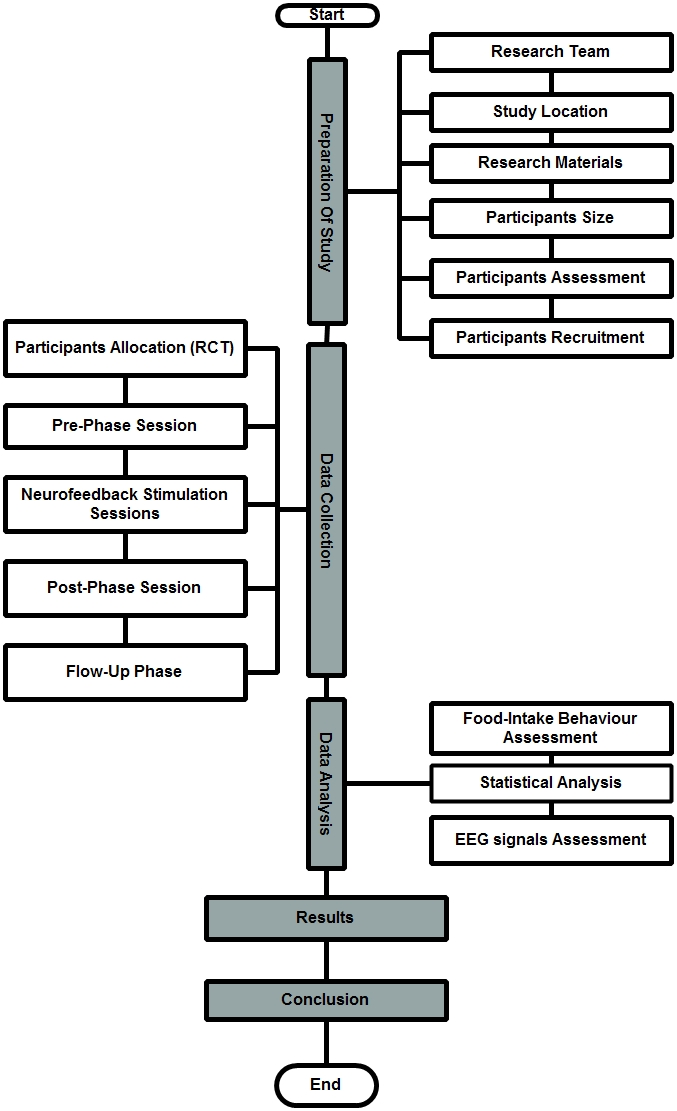 Start
Preparation Of Study
Research Team
Study Location
Research Materials
Participants Size
Participants Assessment
Participants Recruitment
Data Collection
Participants Allocation (RCT)
Pre-Phase Session
Neurofeedback Stimulation
Sessions
Post-Phase Session
Flow-Up Phase
Data Analysis
Food-Intake Behaviour
Assessment
Statistical Analysis
EEG signals Assessment
Results
Conclusion
End